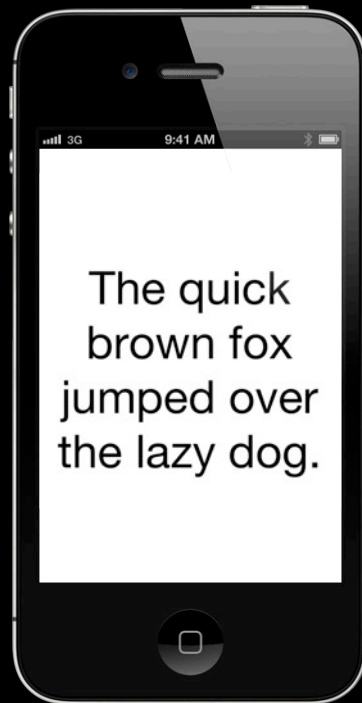 3G 9:41 AM
The quick
brown fox
jumped over
the lazy dog.